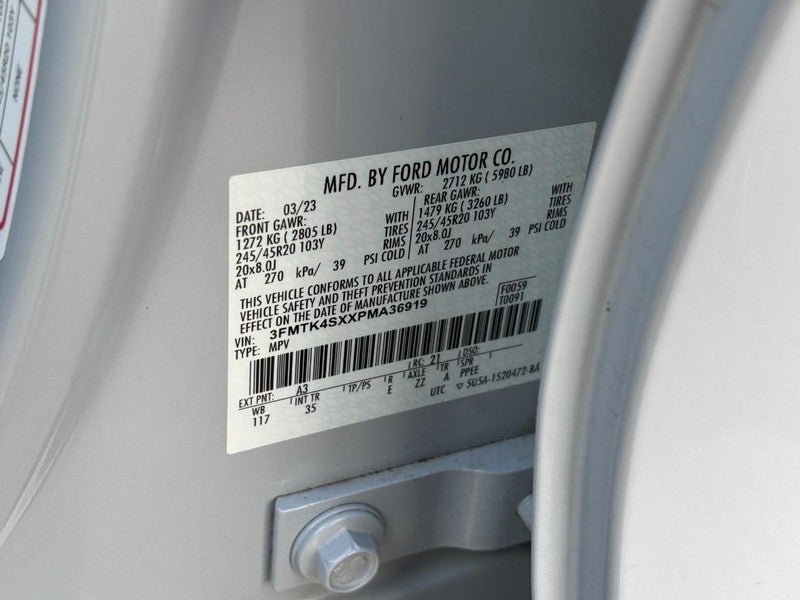 MFD. BY FORD MOTOR CO.
DATE: 03/23 GVWR: 2712 KG ( 5980 LB)
FRONT GAWR: WITH REAR GAWR: WITH
1272 KG ( 2805 LB) TIRES 1479 KG ( 3260 LB) TIRES
245/45R20 103Y RIMS 245/45R20 103Y RIMS
20x8.0J PSI COLD 20x8.0J PSI COLD
AT 270 kPa/ 39 AT 270 kPa/ 39
THIS VEHICLE CONFORMS TO ALL APPLICABLE FEDERAL MOTOR
VEHICLE SAFETY AND THEFT PREVENTION STANDARDS IN
EFFECT ON THE DATE OF MANUFACTURE SHOWN ABOVE.
F0059
T0091
VIN: 3FMTK4SXXPMA36919
TYPE: MPV
EXT PNT: A3 RC: 21 DSO:
WB INT TR TP/PS R AXLE TR SPR
117 35 E ZZ A PPEE
UTC ▽ 5U5A-1520472-BA
NONE